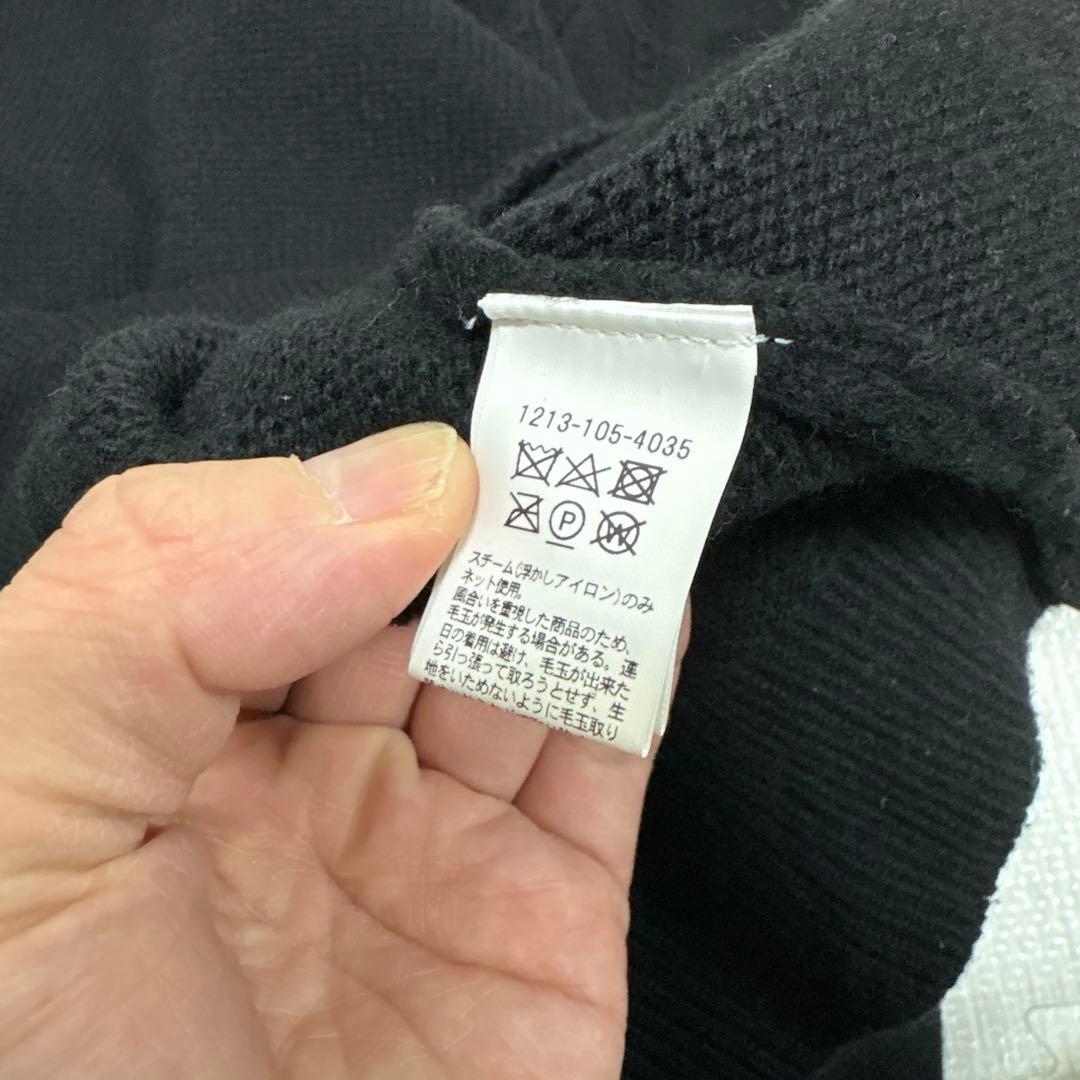 1213-105-4035
P W
スチーム(浮かしアイロン)のみ
ネット使用。
風合いを重視した商品のため、
毛玉が発生する場合がある。連
日の着用は避け、毛玉が出来た
ら引っ張って取ろうとせず、生
地をいためないように毛玉取り